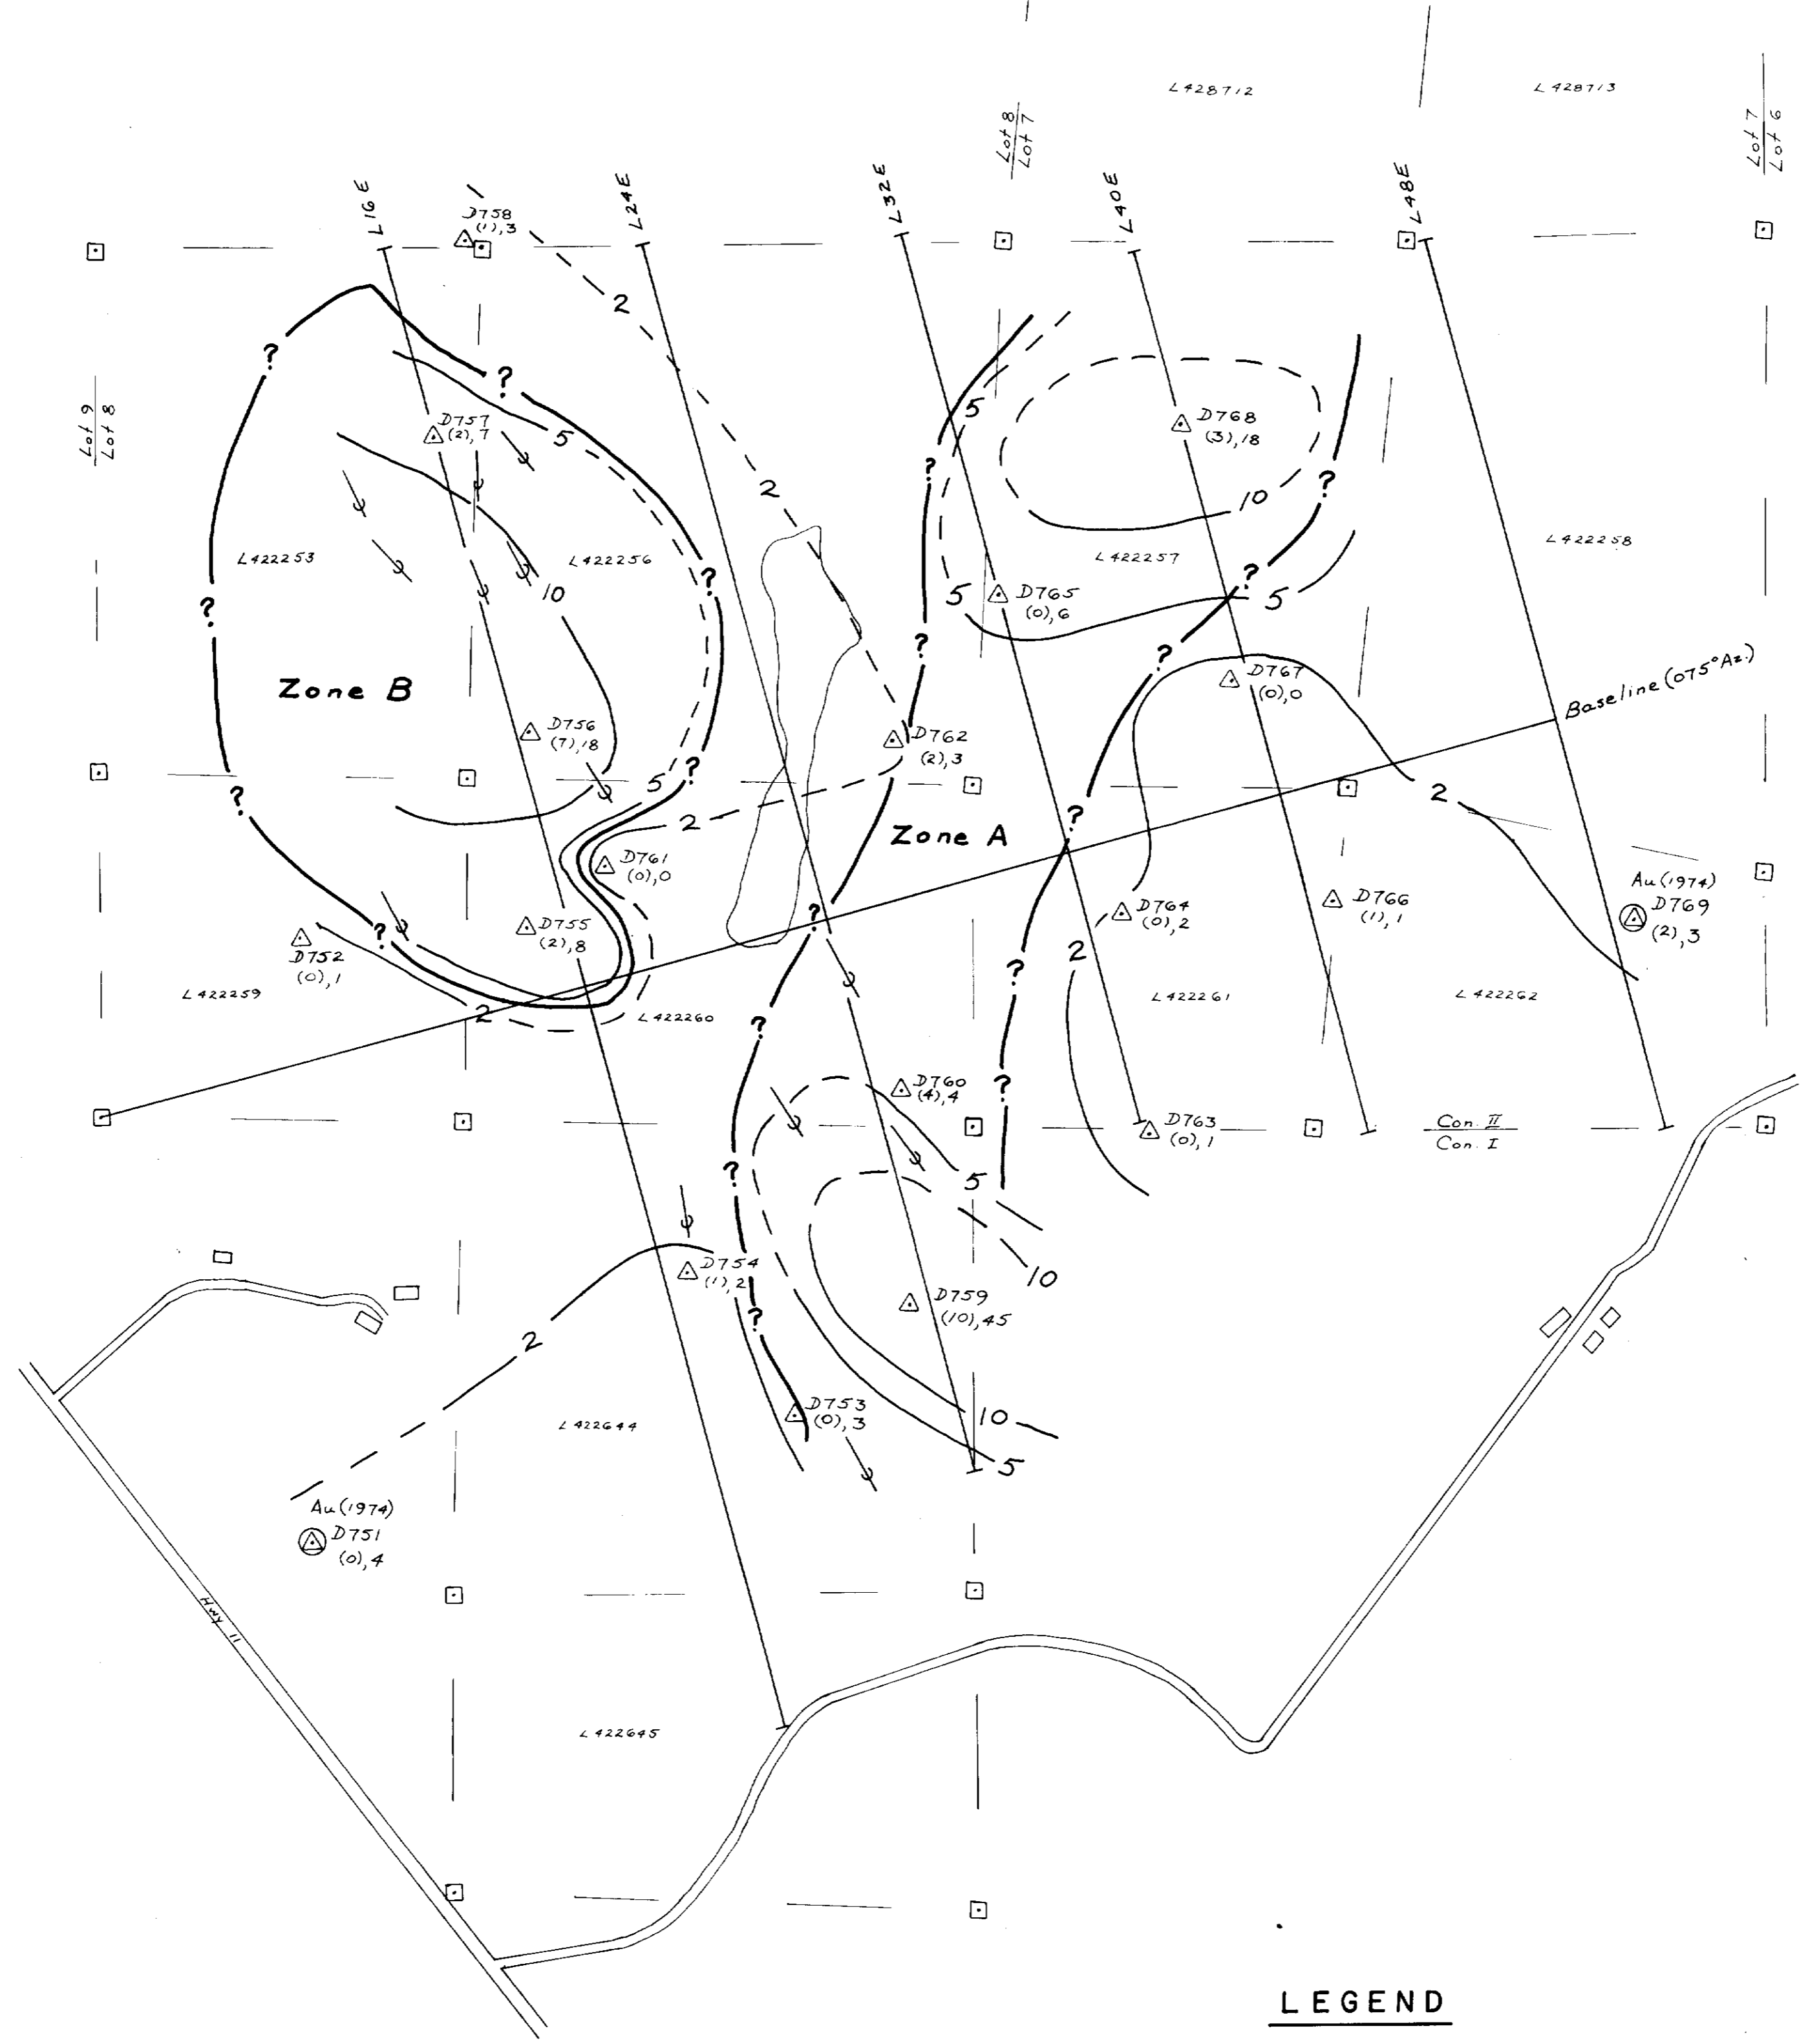 L428712
L428713
Lot 8
Lot 7
Lot 7
Lot 6
L16E
L24E
L32E
L40E
L48E
D758
(1),3
2
?
?
Lot 9
Lot 8
D757
(2),7
5
5
D768
(3),18
?
2
?
10
L422253
L422256
L422257
L422258
?
?
10
?
5
D765
(0),6
5
?
?
Zone B
?
D767
(0),0
Baseline (075°Az.)
D756
(7),18
D762
(2),3
?
5
?
2
2
?
Zone A
D761
(0),0
Au (1974)
D769
(2),3
D755
(2),8
?
D764
(0),2
D766
(1),1
?
D752
(0),1
2
?
L422259
2
L422260
?
L422261
L422262
D760
(4),4
?
D763
(0),1
Con. II
Con. I
?
5
D754
(1),2
10
?
D759
(10),45
2
D753
(0),3
10
L422644
5
Au (1974)
D751
(0),4
Hwy 11
L422645
LEGEND